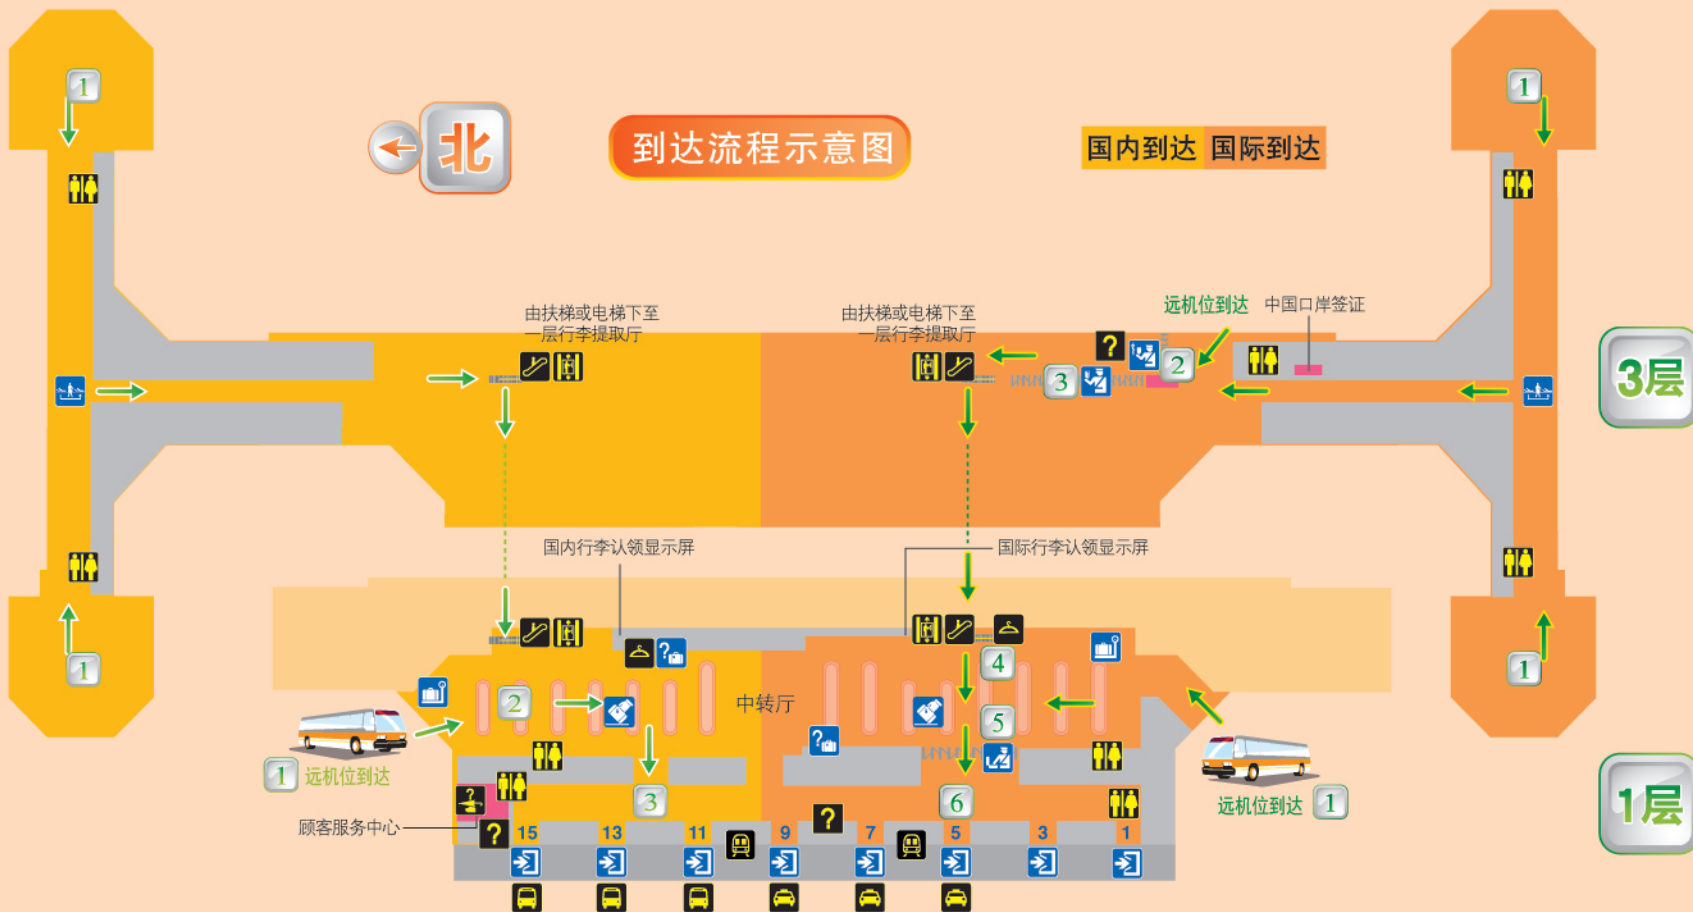 1
1
北
到达流程示意图
国内到达 国际到达
由扶梯或电梯下至
一层行李提取厅
由扶梯或电梯下至
一层行李提取厅
远机位到达
中国口岸签证
?
2
3
3层
国内行李认领显示屏
国际行李认领显示屏
1
1
?
4
2
中转厅
5
?
1 远机位到达
3
6
远机位到达 1
1层
?
顾客服务中心
?
?
15
13
11
9
7
5
3
1